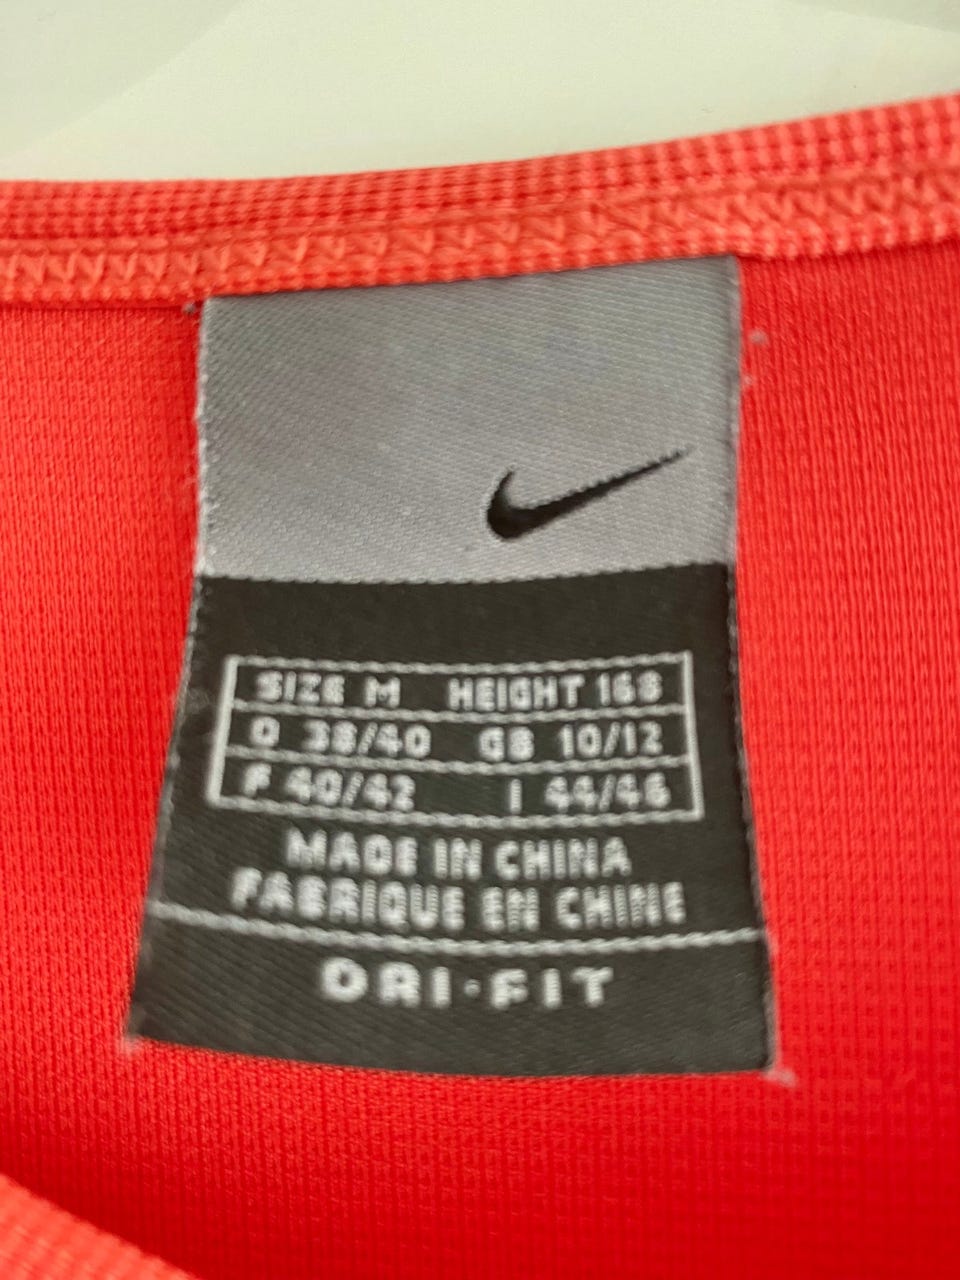 SIZE M HEIGHT 168
D 38/40 GB 10/12
F 40/42 I 44/46
MADE IN CHINA
FABRIQUE EN CHINE
DRI·FIT